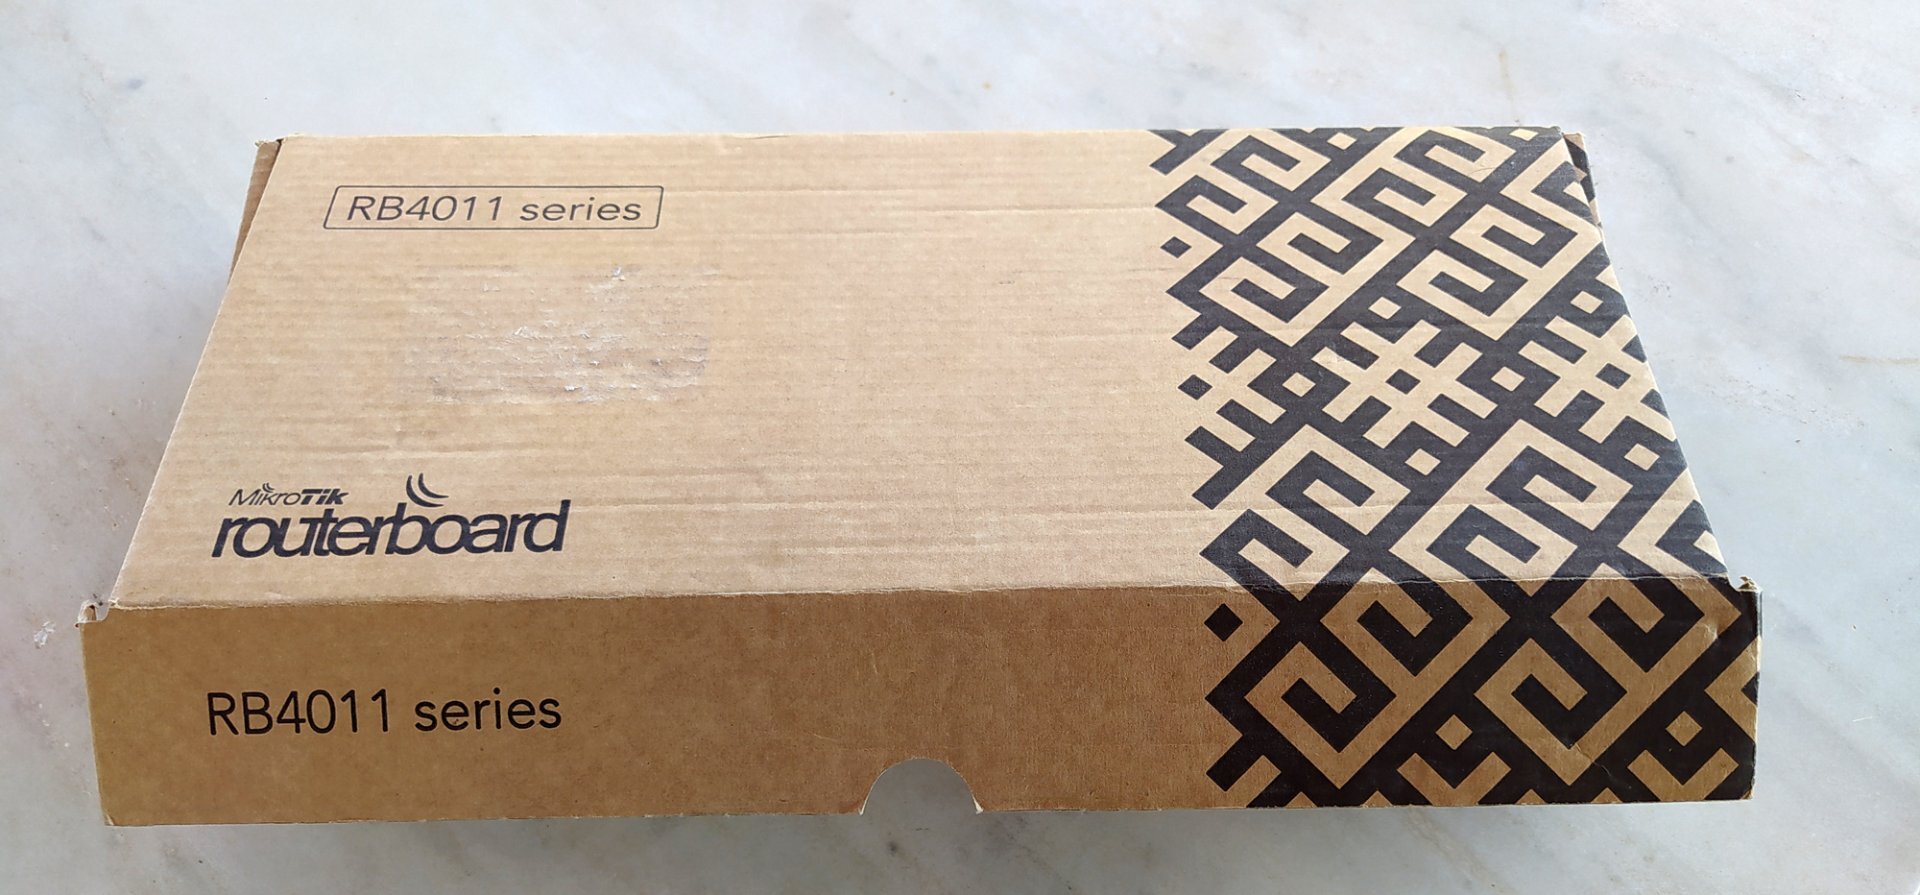 RB4011 series
MikroTik
routerboard
RB4011 series